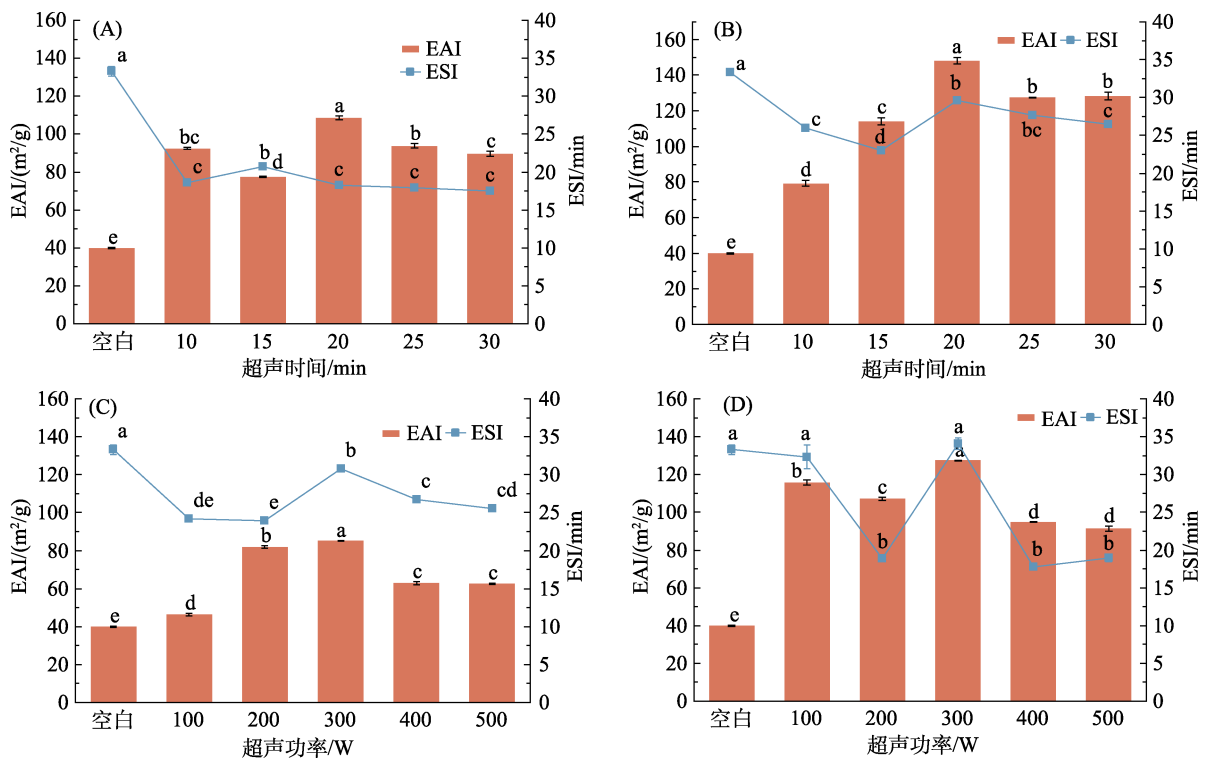 (A)
EAI
ESI
160
140
120
100
80
60
40
20
0
EAI/(m²/g)
40
35
30
25
20
15
10
5
0
ESI/min
a
bc
b
a
b
c
c
d
c
c
c
e
空白 10 15 20 25 30
超声时间/min
(B)
EAI ESI
160
140
120
100
80
60
40
20
0
EAI/(m²/g)
40
35
30
25
20
15
10
5
0
ESI/min
a
a
c
c
b
b
b
d
d
bc
c
e
空白 10 15 20 25 30
超声时间/min
(C)
EAI ESI
160
140
120
100
80
60
40
20
0
EAI/(m²/g)
40
35
30
25
20
15
10
5
0
ESI/min
a
de
e
b
c
cd
e
d
b
a
c
c
空白 100 200 300 400 500
超声功率/W
(D)
EAI ESI
160
140
120
100
80
60
40
20
0
EAI/(m²/g)
40
35
30
25
20
15
10
5
0
ESI/min
a
a
a
b
c
a
d
d
b
b
b
e
空白 100 200 300 400 500
超声功率/W